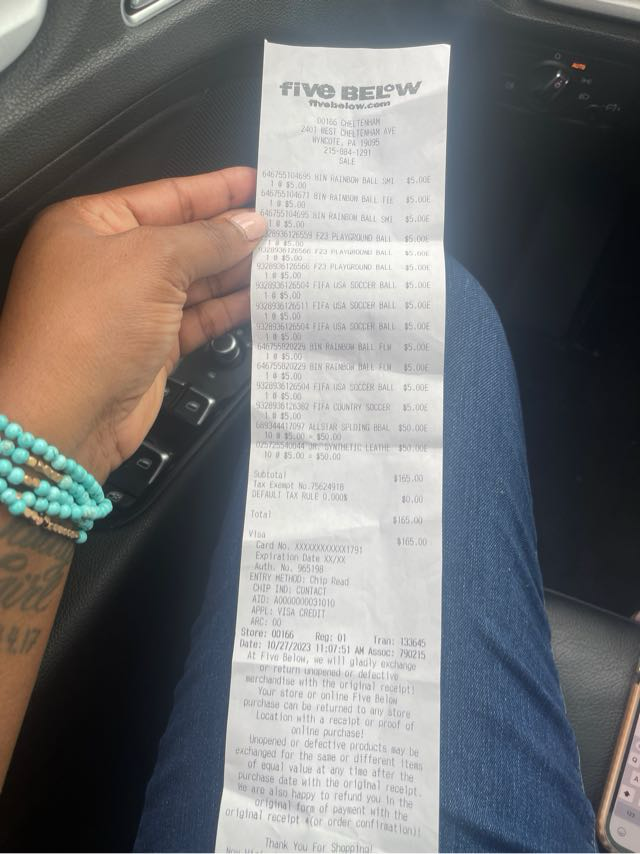 five BELOW
fivebelow.com
00166 CHELTENHAM
2401 WEST CHELTENHAM AVE
WYNCOTE, PA 19095
215-884-1291
SALE
646755104695 BIN RAINBOW BALL SMI $5.00E
1 @ $5.00
646755104671 BIN RAINBOW BALL TIE $5.00E
1 @ $5.00
646755104695 BIN RAINBOW BALL SMI $5.00E
1 @ $5.00
9328936126559 F23 PLAYGROUND BALL $5.00E
1 @ $5.00
9328936126566 F23 PLAYGROUND BALL $5.00E
1 @ $5.00
9328936126566 F23 PLAYGROUND BALL $5.00E
1 @ $5.00
9328936126504 FIFA USA SOCCER BALL $5.00E
1 @ $5.00
9328936126511 FIFA USA SOCCER BALL $5.00E
1 @ $5.00
9328936126504 FIFA USA SOCCER BALL $5.00E
1 @ $5.00
646755820229 BIN RAINBOW BALL FLW $5.00E
1 @ $5.00
646755820229 BIN RAINBOW BALL FLW $5.00E
1 @ $5.00
9328936126504 FIFA USA SOCCER BALL $5.00E
1 @ $5.00
9328936126382 FIFA COUNTRY SOCCER $5.00E
1 @ $5.00
689344417097 ALLSTAR SPLDING BBAL $50.00E
10 @ $5.00 = $50.00
025725540844 SYNTHETIC LEATHE $50.00E
10 @ $5.00 = $50.00
Subtotal $165.00
Tax Exempt No.75624918
DEFAULT TAX RULE 0.000% $0.00
Total $165.00
Visa $165.00
Card No. XXXXXXXXXXXX1791
Expiration Date XX/XX
Auth. No. 965198
ENTRY METHOD: Chip Read
CHIP IND: CONTACT
AID: A0000000031010
APPL: VISA CREDIT
ARC: 00
Store: 00166 Reg: 01 Tran: 133645
Date: 10/27/2023 11:07:51 AM Assoc: 790215
At Five Below, we will gladly exchange
or return unopened or defective
merchandise with the original receipt!
Your store or online Five Below
purchase can be returned to any store
Location with a receipt or proof of
online purchase!
Unopened or defective products may be
exchanged for the same or different items
of equal value at any time after the
purchase date with the original receipt.
We are also happy to refund you in the
original form of payment with the
original receipt *(or order confirmation)!
Thank You For Shopping!
AUTO